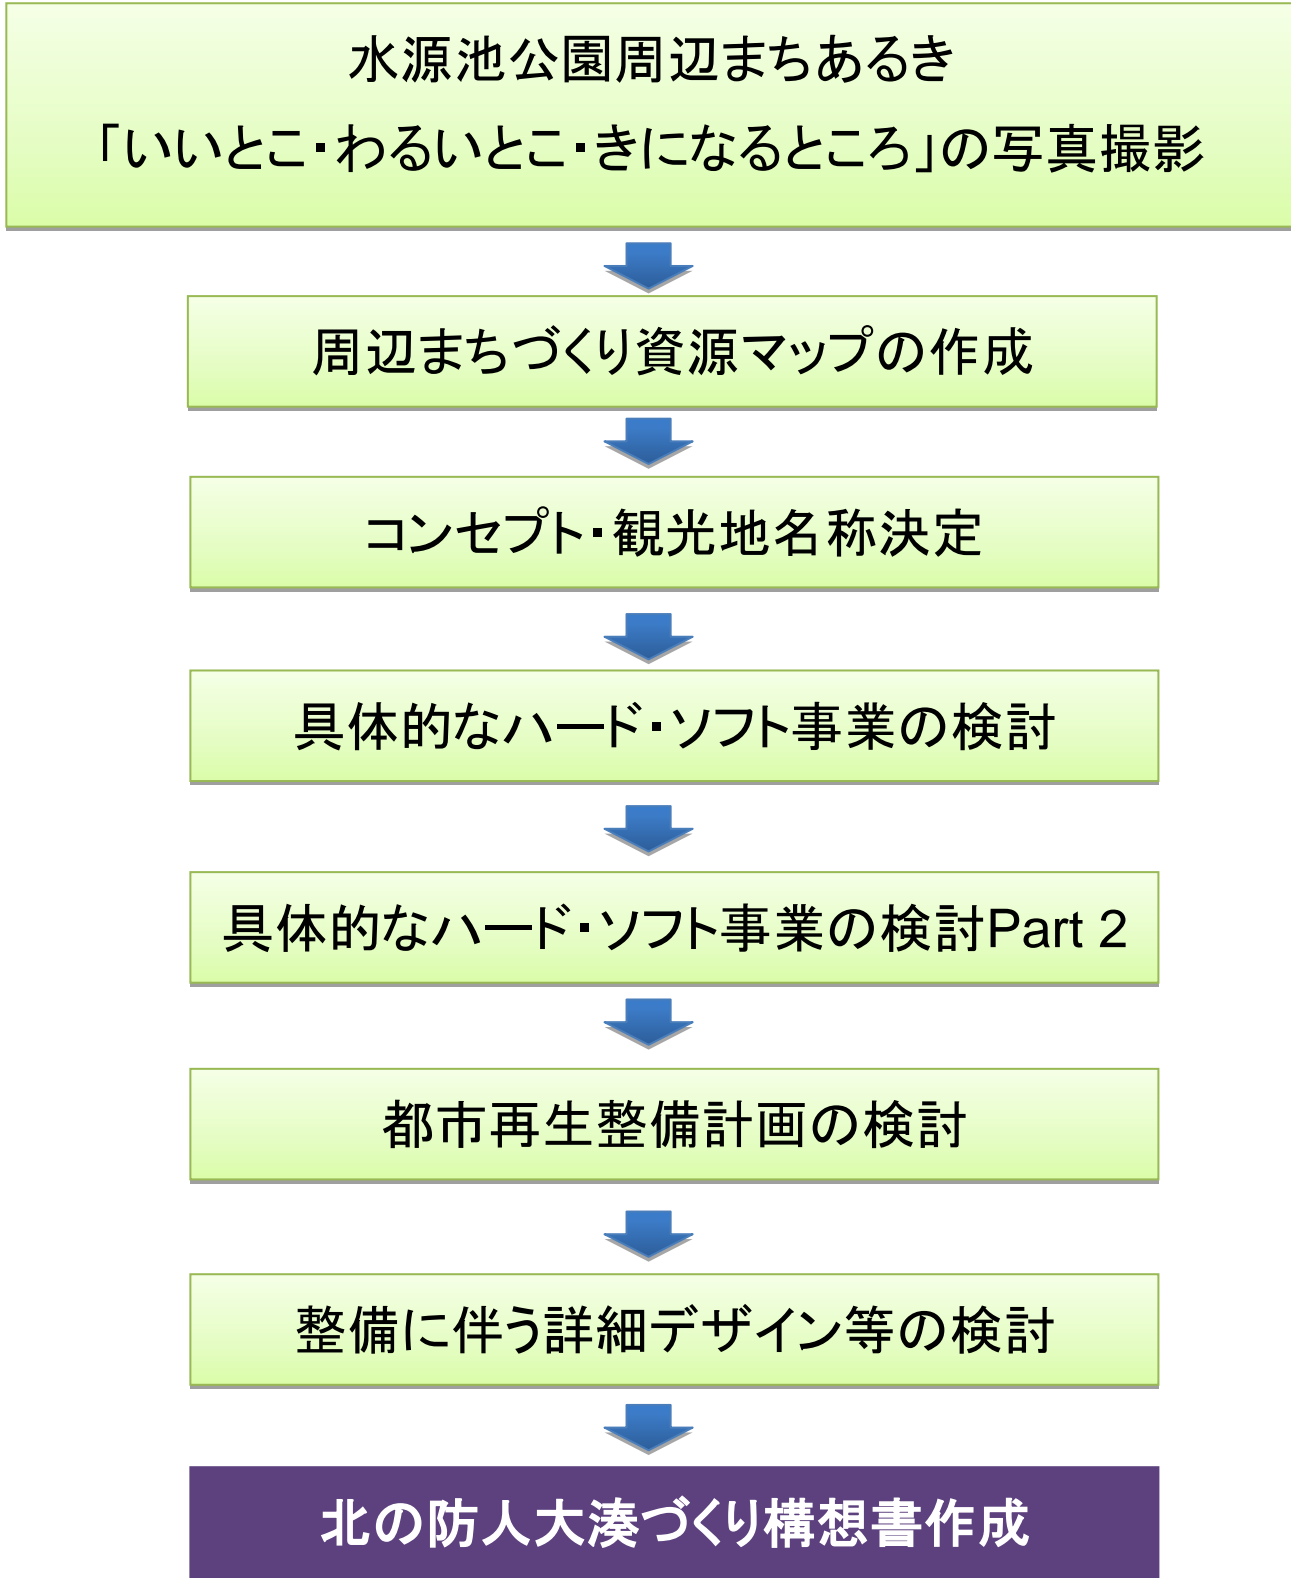 水源池公園周辺まちあるき
「いいとこ・わるいとこ・きになるところ」の写真撮影
周辺まちづくり資源マップの作成
コンセプト・観光地名称決定
具体的なハード・ソフト事業の検討
具体的なハード・ソフト事業の検討Part 2
都市再生整備計画の検討
整備に伴う詳細デザイン等の検討
北の防人大湊づくり構想書作成